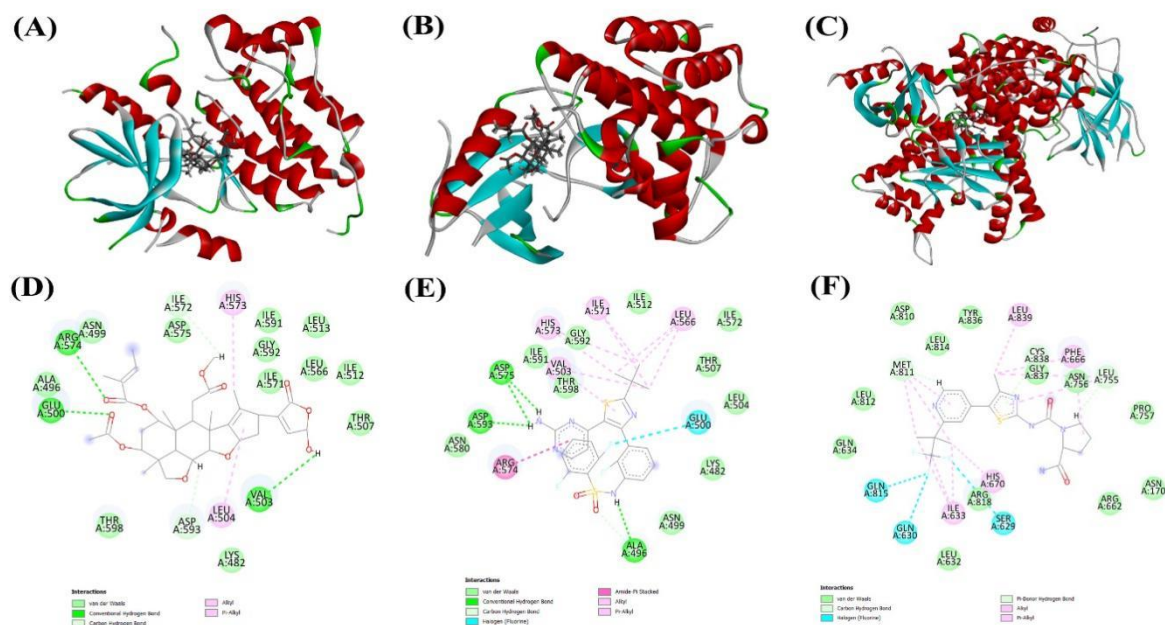 (A)
(B)
(C)
(D)
ILE
A:572
HIS
A:573
ASN
A:499
ARG
A:574
ASP
A:575
ILE
A:591
LEU
A:513
GLY
A:592
ALA
A:496
LEU
A:566
ILE
A:512
ILE
A:571
GLU
A:500
THR
A:507
VAL
A:503
THR
A:598
ASP
A:593
LEU
A:504
LYS
A:482
H
O
Interactions
van der Waals
Conventional Hydrogen Bond
Carbon Hydrogen Bond
Alkyl
Pi-Alkyl
(E)
ILE
A:571
ILE
A:512
HIS
A:573
GLY
A:592
LEU
A:566
ILE
A:572
ILE
A:591
VAL
A:503
THR
A:507
ASP
A:575
THR
A:598
LEU
A:504
ASP
A:593
GLU
A:500
ASN
A:580
ARG
A:574
LYS
A:482
ASN
A:499
ALA
A:496
Interactions
van der Waals
Conventional Hydrogen Bond
Carbon Hydrogen Bond
Halogen (Fluorine)
Amide-Pi Stacked
Alkyl
Pi-Alkyl
(F)
ASP
A:810
TYR
A:836
LEU
A:839
LEU
A:814
CYS
A:838
PHE
A:666
MET
A:811
GLY
A:837
ASN
A:756
LEU
A:755
LEU
A:812
PRO
A:757
GLN
A:634
HIS
A:670
GLN
A:815
ARG
A:818
ASN
A:170
ILE
A:633
SER
A:629
ARG
A:662
GLN
A:630
LEU
A:632
Interactions
van der Waals
Carbon Hydrogen Bond
Halogen (Fluorine)
Pi-Donor Hydrogen Bond
Alkyl
Pi-Alkyl